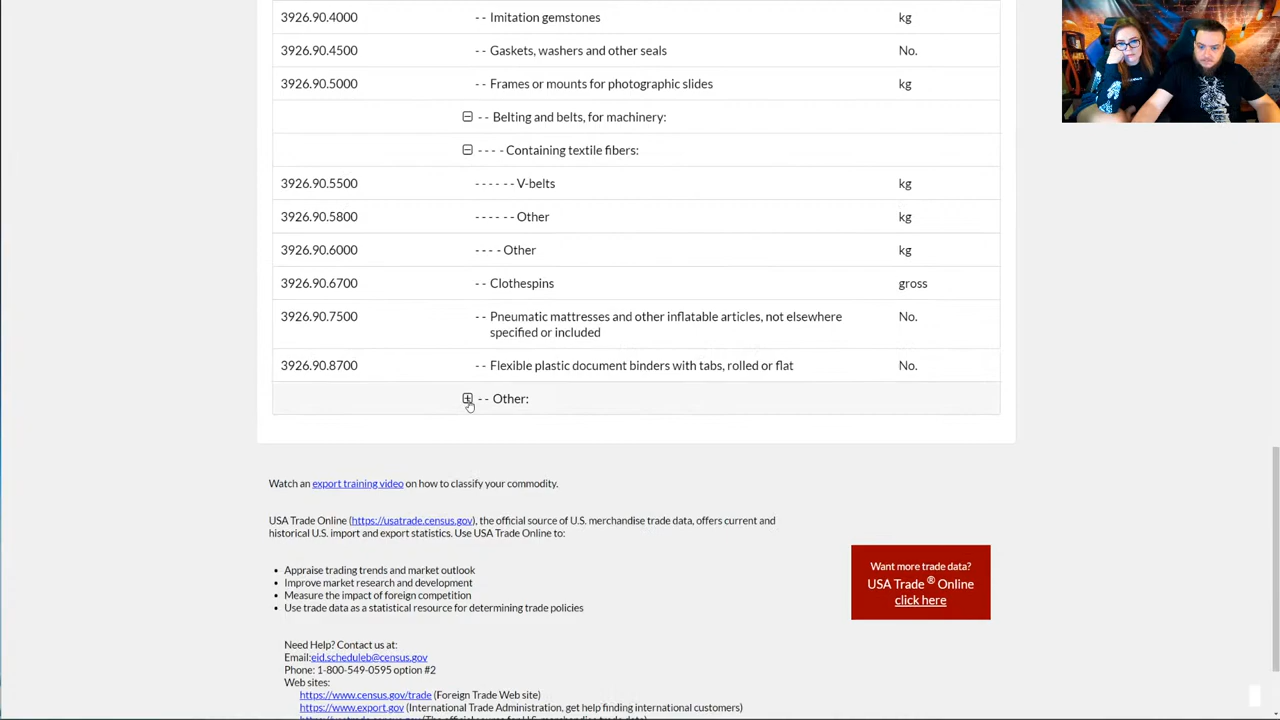 3926.90.4000 - - Imitation gemstones kg
3926.90.4500 - - Gaskets, washers and other seals No.
3926.90.5000 - - Frames or mounts for photographic slides kg
- - Belting and belts, for machinery:
- - - - Containing textile fibers:
3926.90.5500 - - - - - - V-belts kg
3926.90.5800 - - - - - - Other kg
3926.90.6000 - - - - Other kg
3926.90.6700 - - Clothespins gross
3926.90.7500 - - Pneumatic mattresses and other inflatable articles, not elsewhere No.
specified or included
3926.90.8700 - - Flexible plastic document binders with tabs, rolled or flat No.
- - Other:
Watch an export training video on how to classify your commodity.
USA Trade Online (https://usatrade.census.gov), the official source of U.S. merchandise trade data, offers current and
historical U.S. import and export statistics. Use USA Trade Online to:
• Appraise trading trends and market outlook
• Improve market research and development
• Measure the impact of foreign competition
• Use trade data as a statistical resource for determining trade policies
Want more trade data?
USA Trade ® Online
click here
Need Help? Contact us at:
Email:eid.scheduleb@census.gov
Phone: 1-800-549-0595 option #2
Web sites:
https://www.census.gov/trade (Foreign Trade Web site)
https://www.export.gov (International Trade Administration, get help finding international customers)